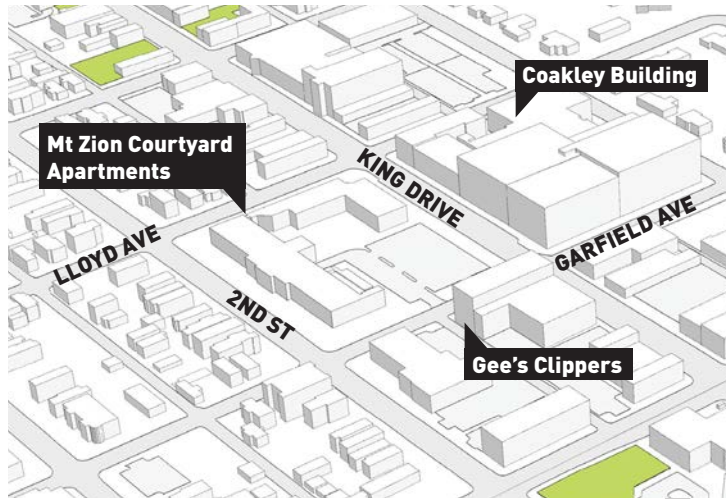 Coakley Building
Mt Zion Courtyard
Apartments
KING DRIVE
GARFIELD AVE
LLOYD AVE
2ND ST
Gee's Clippers